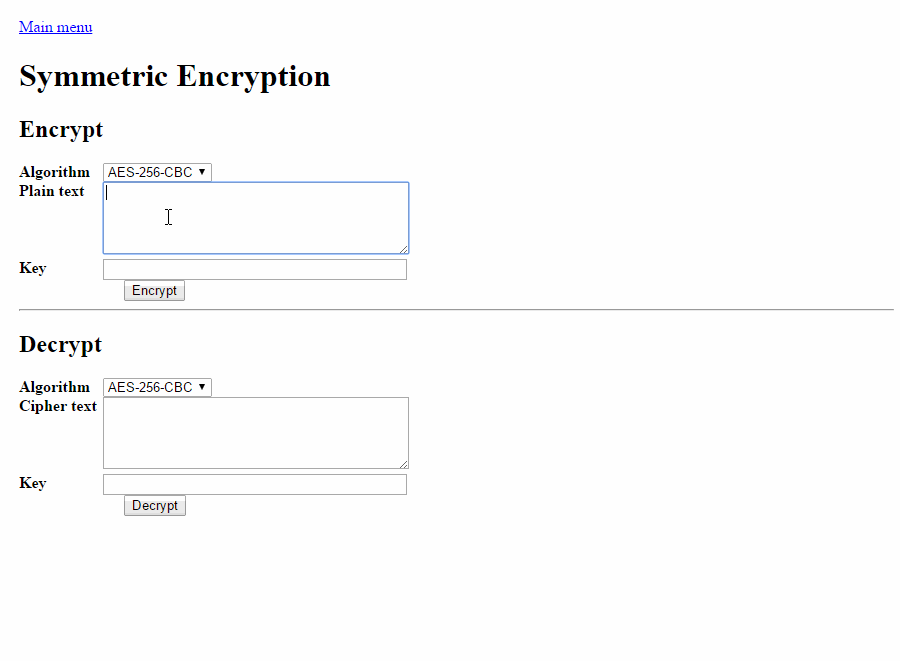 Main menu
Symmetric Encryption
Encrypt
Algorithm AES-256-CBC
Plain text
Key
Encrypt
Decrypt
Algorithm AES-256-CBC
Cipher text
Key
Decrypt